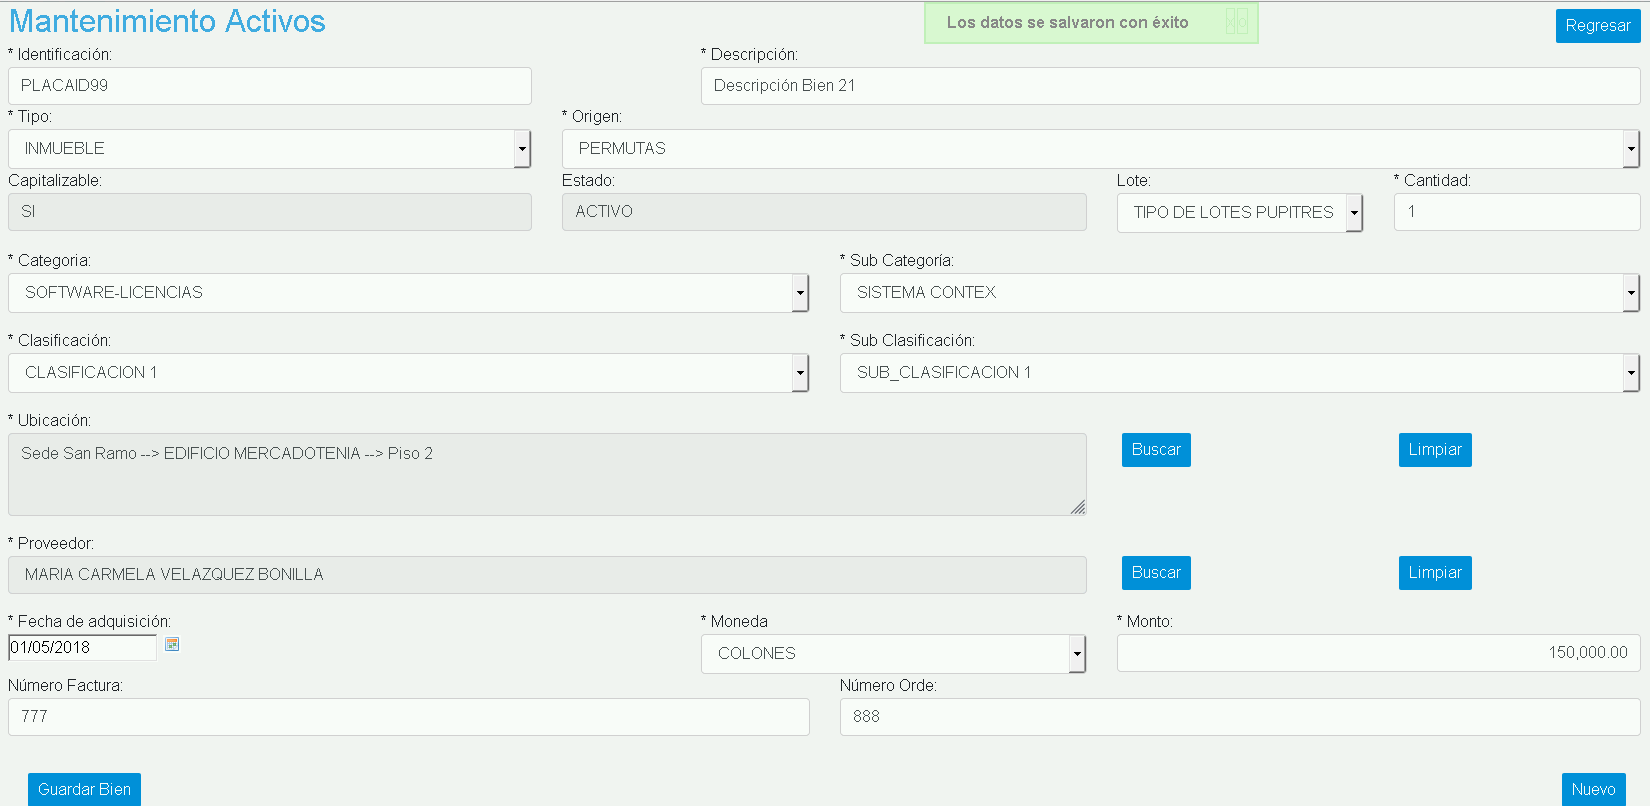 Mantenimiento Activos
Los datos se salvaron con éxito
Regresar
* Identificación:
* Descripción:
PLACAID99
Descripción Bien 21
* Tipo:
* Origen:
INMUEBLE
PERMUTAS
Capitalizable:
Estado:
Lote:
* Cantidad:
SI
ACTIVO
TIPO DE LOTES PUPITRES
1
* Categoria:
* Sub Categoría:
SOFTWARE-LICENCIAS
SISTEMA CONTEX
* Clasificación:
* Sub Clasificación:
CLASIFICACION 1
SUB_CLASIFICACION 1
* Ubicación:
Sede San Ramo --> EDIFICIO MERCADOTENIA --> Piso 2
Buscar
Limpiar
* Proveedor:
MARIA CARMELA VELAZQUEZ BONILLA
Buscar
Limpiar
* Fecha de adquisición:
* Moneda
* Monto:
01/05/2018
COLONES
150,000.00
Número Factura:
Número Orde:
777
888
Guardar Bien
Nuevo